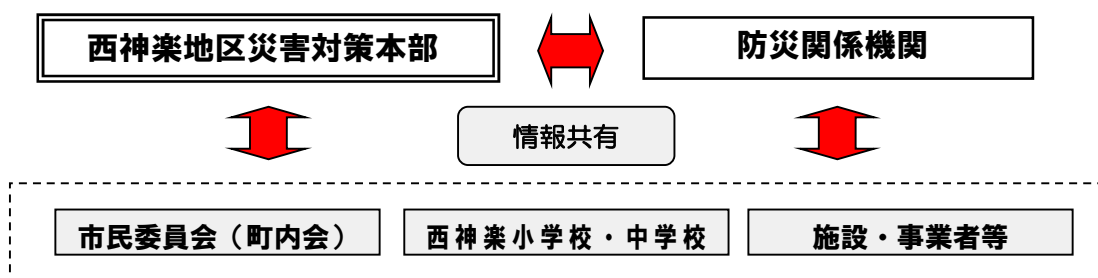 西神楽地区災害対策本部
防災関係機関
情報共有
市民委員会（町内会）
西神楽小学校・中学校
施設・事業者等